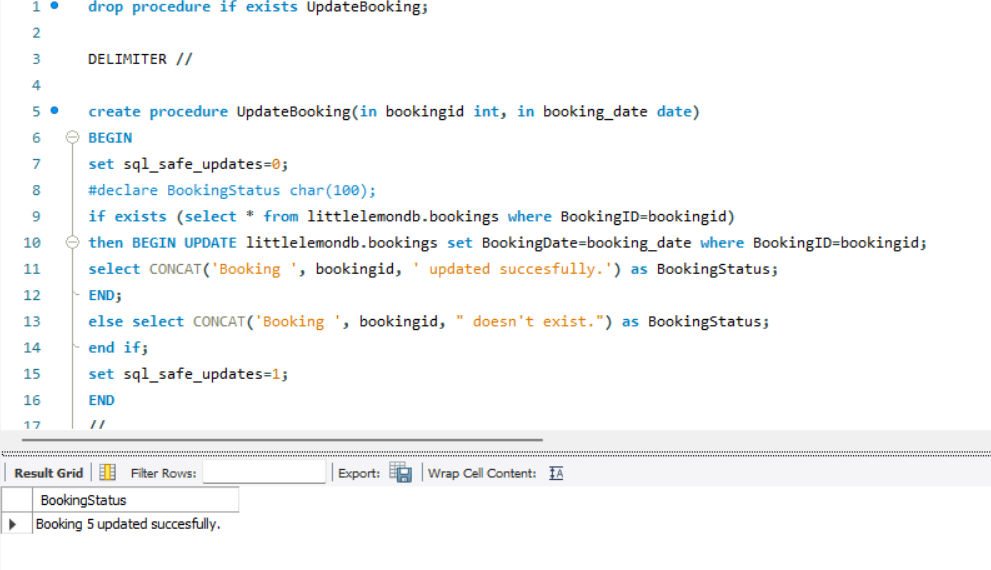 1 drop procedure if exists UpdateBooking;
2
3 DELIMITER //
4
5 create procedure UpdateBooking(in bookingid int, in booking_date date)
6 BEGIN
7 set sql_safe_updates=0;
8 #declare BookingStatus char(100);
9 if exists (select * from littlelemondb.bookings where BookingID=bookingid)
10 then BEGIN UPDATE littlelemondb.bookings set BookingDate=booking_date where BookingID=bookingid;
11 select CONCAT('Booking ', bookingid, ' updated succesfully.') as BookingStatus;
12 END;
13 else select CONCAT('Booking ', bookingid, " doesn't exist.") as BookingStatus;
14 end if;
15 set sql_safe_updates=1;
16 END
17 //
Result Grid Filter Rows: Export: Wrap Cell Content: IA
BookingStatus
Booking 5 updated succesfully.